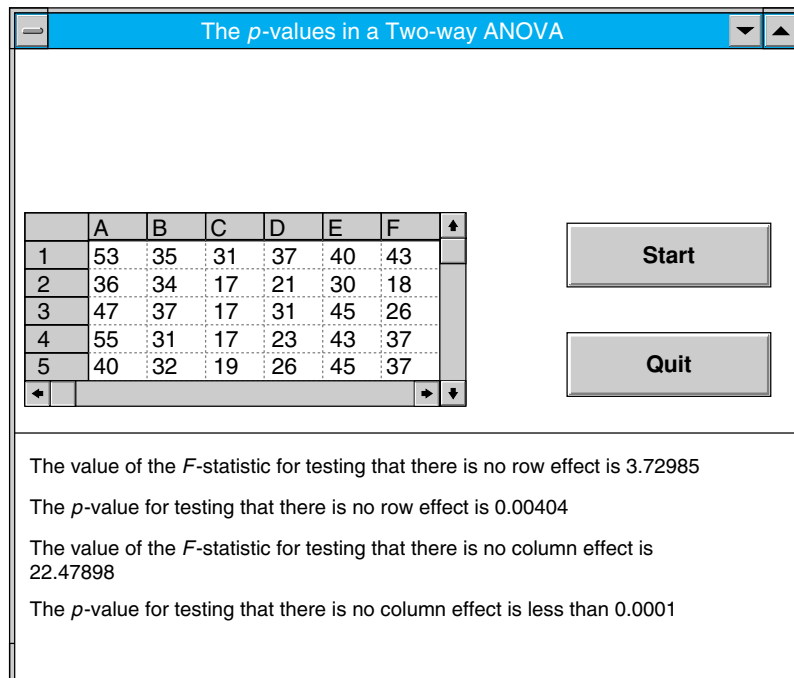 The p-values in a Two-way ANOVA
A B C D E F
1 53 35 31 37 40 43
2 36 34 17 21 30 18
3 47 37 17 31 45 26
4 55 31 17 23 43 37
5 40 32 19 26 45 37
Start
Quit
The value of the F-statistic for testing that there is no row effect is 3.72985
The p-value for testing that there is no row effect is 0.00404
The value of the F-statistic for testing that there is no column effect is
22.47898
The p-value for testing that there is no column effect is less than 0.0001